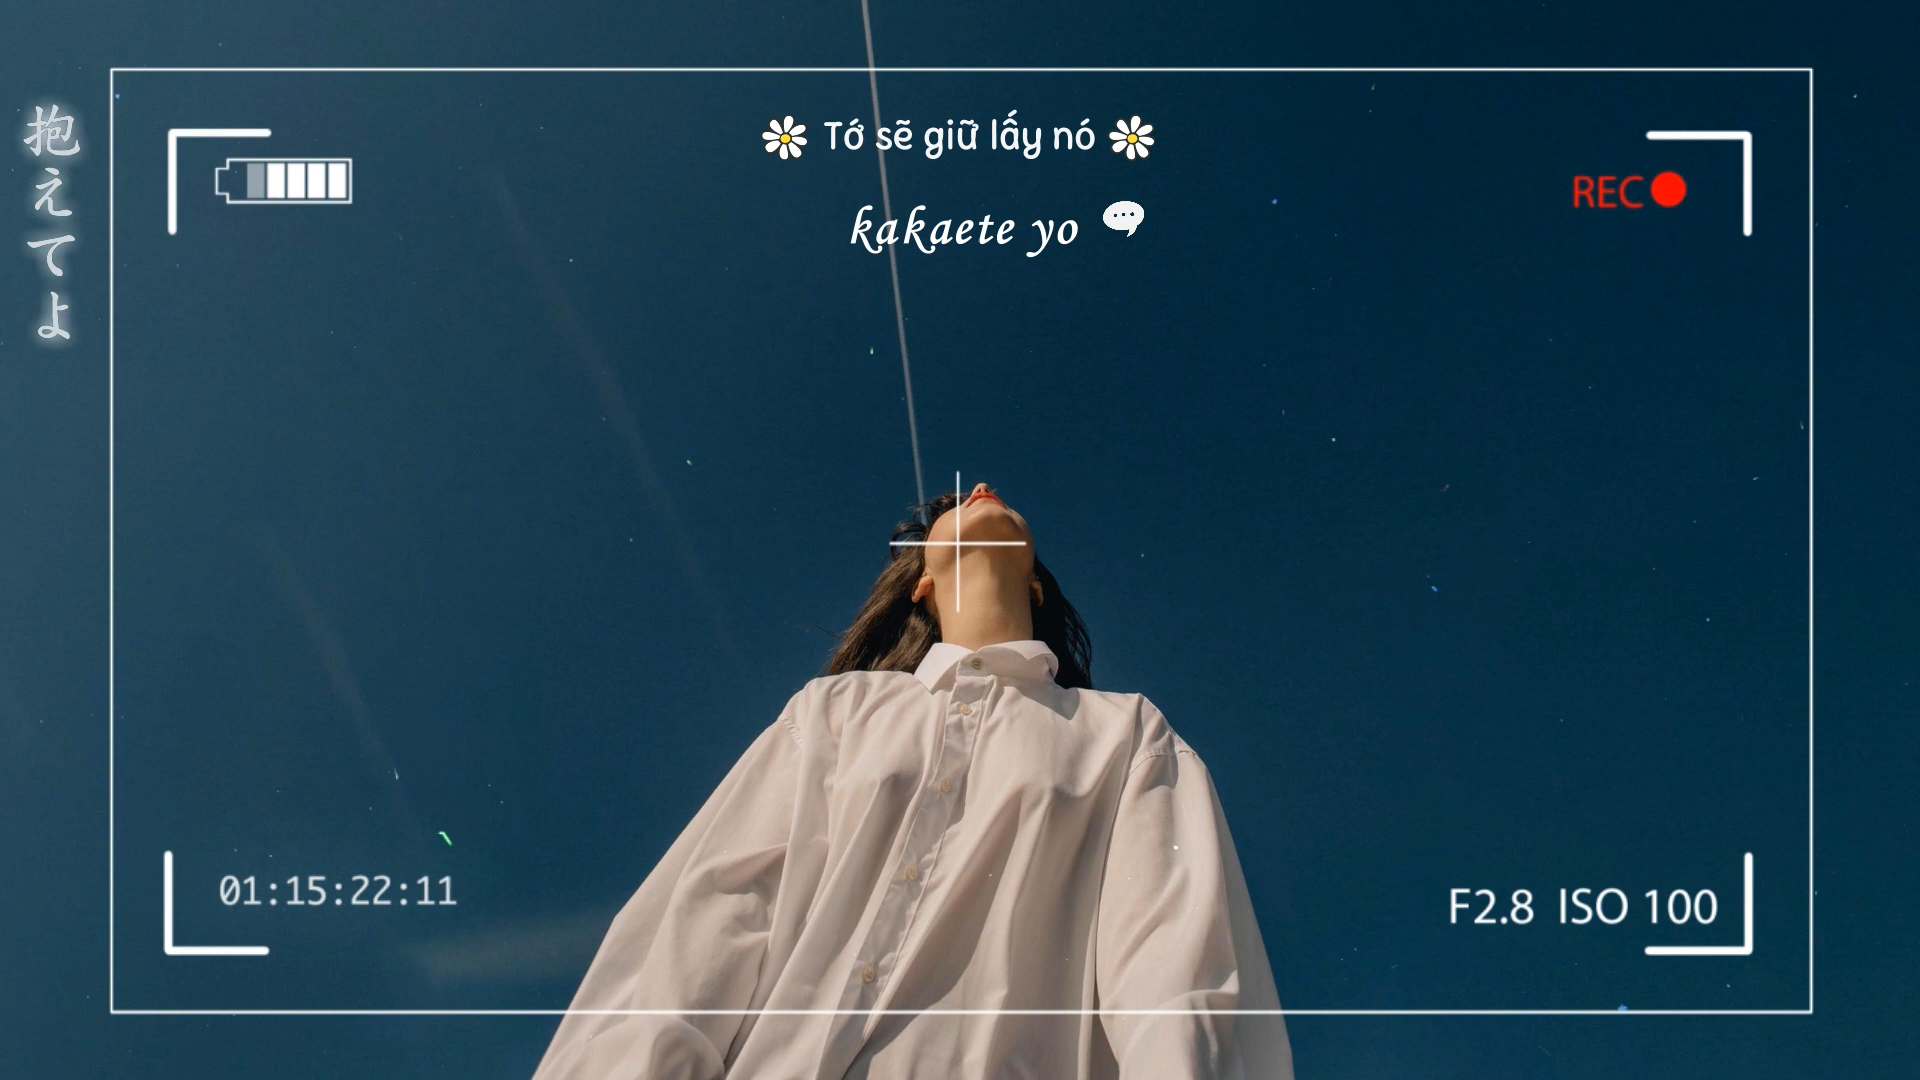 抱えてよ
Tớ sẽ giữ lấy nó
kakaete yo
REC
01:15:22:11
F2.8 ISO 100